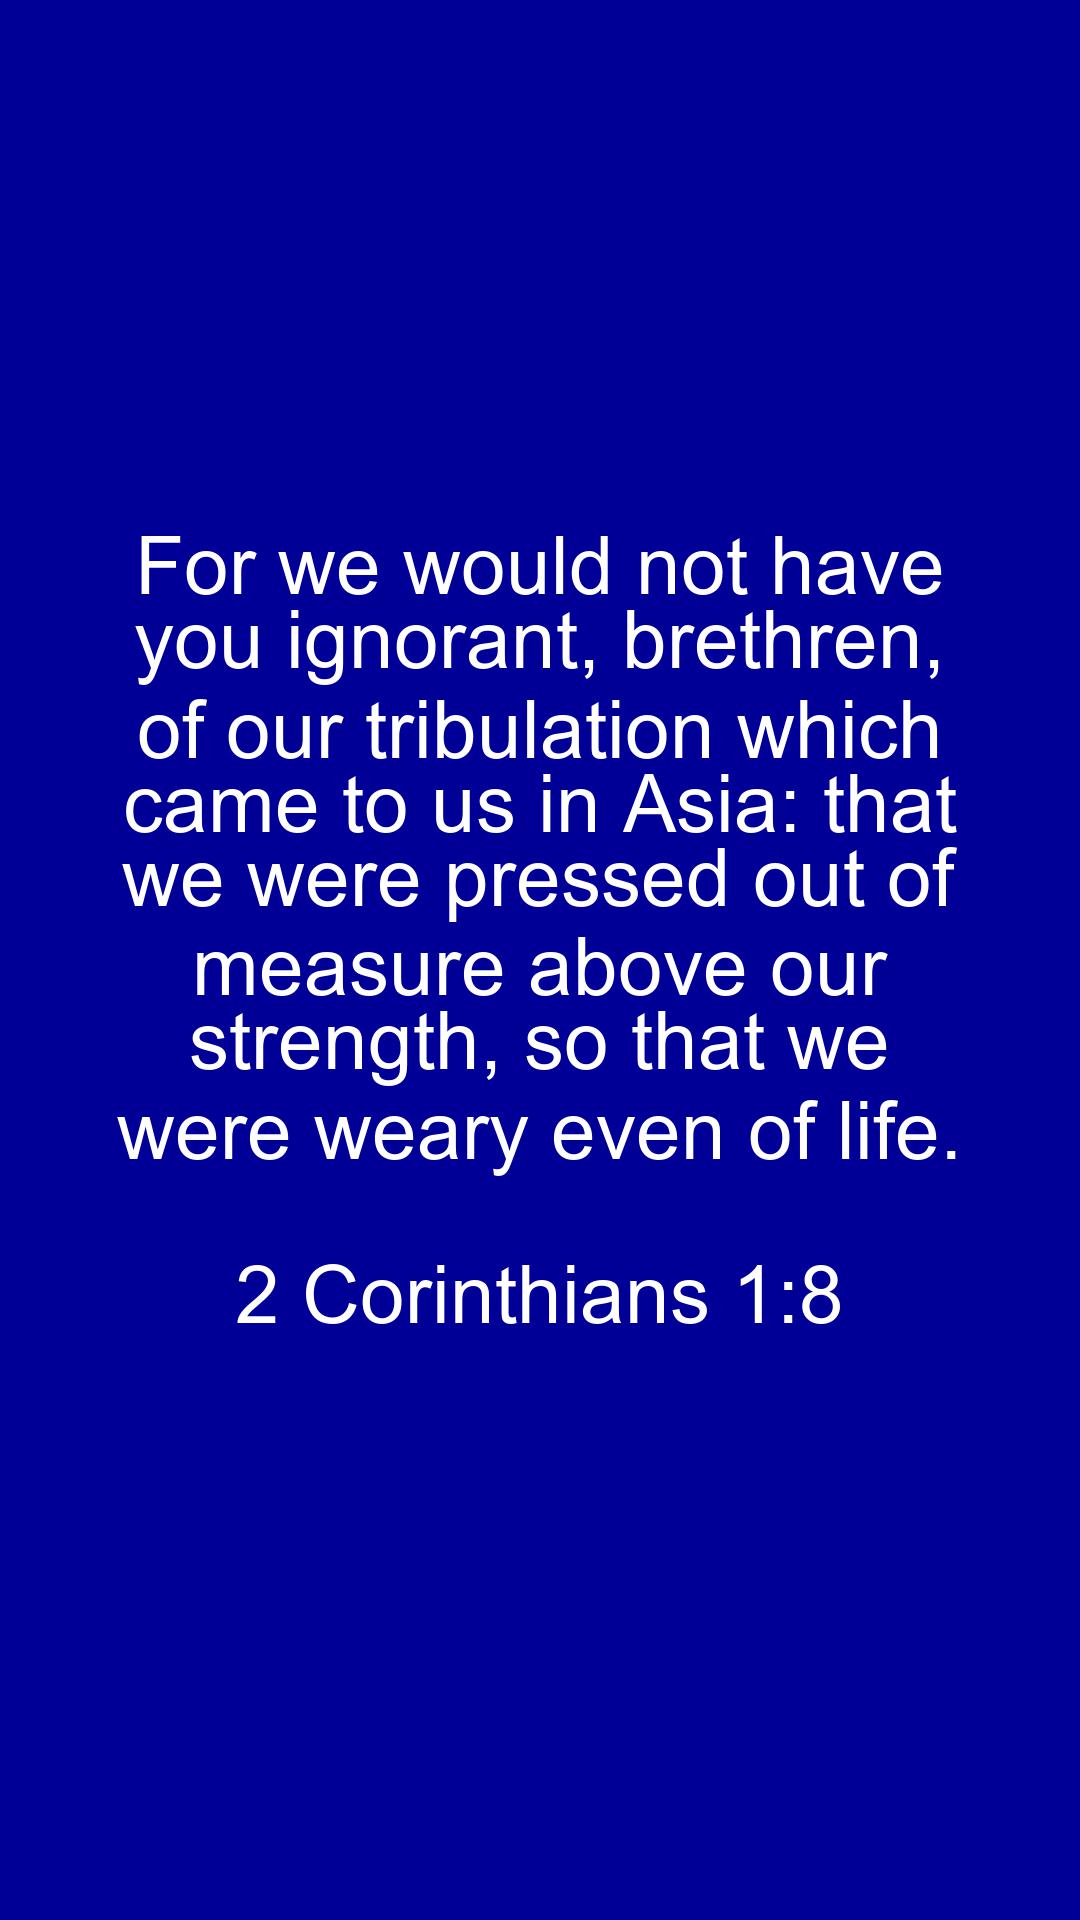 For we would not have
you ignorant, brethren,
of our tribulation which
came to us in Asia: that
we were pressed out of
measure above our
strength, so that we
were weary even of life.
2 Corinthians 1:8